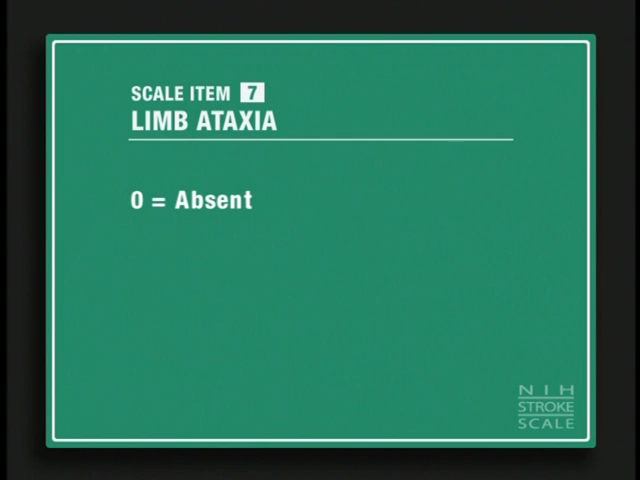 SCALE ITEM 7
LIMB ATAXIA
0 = Absent
NIH
STROKE
SCALE